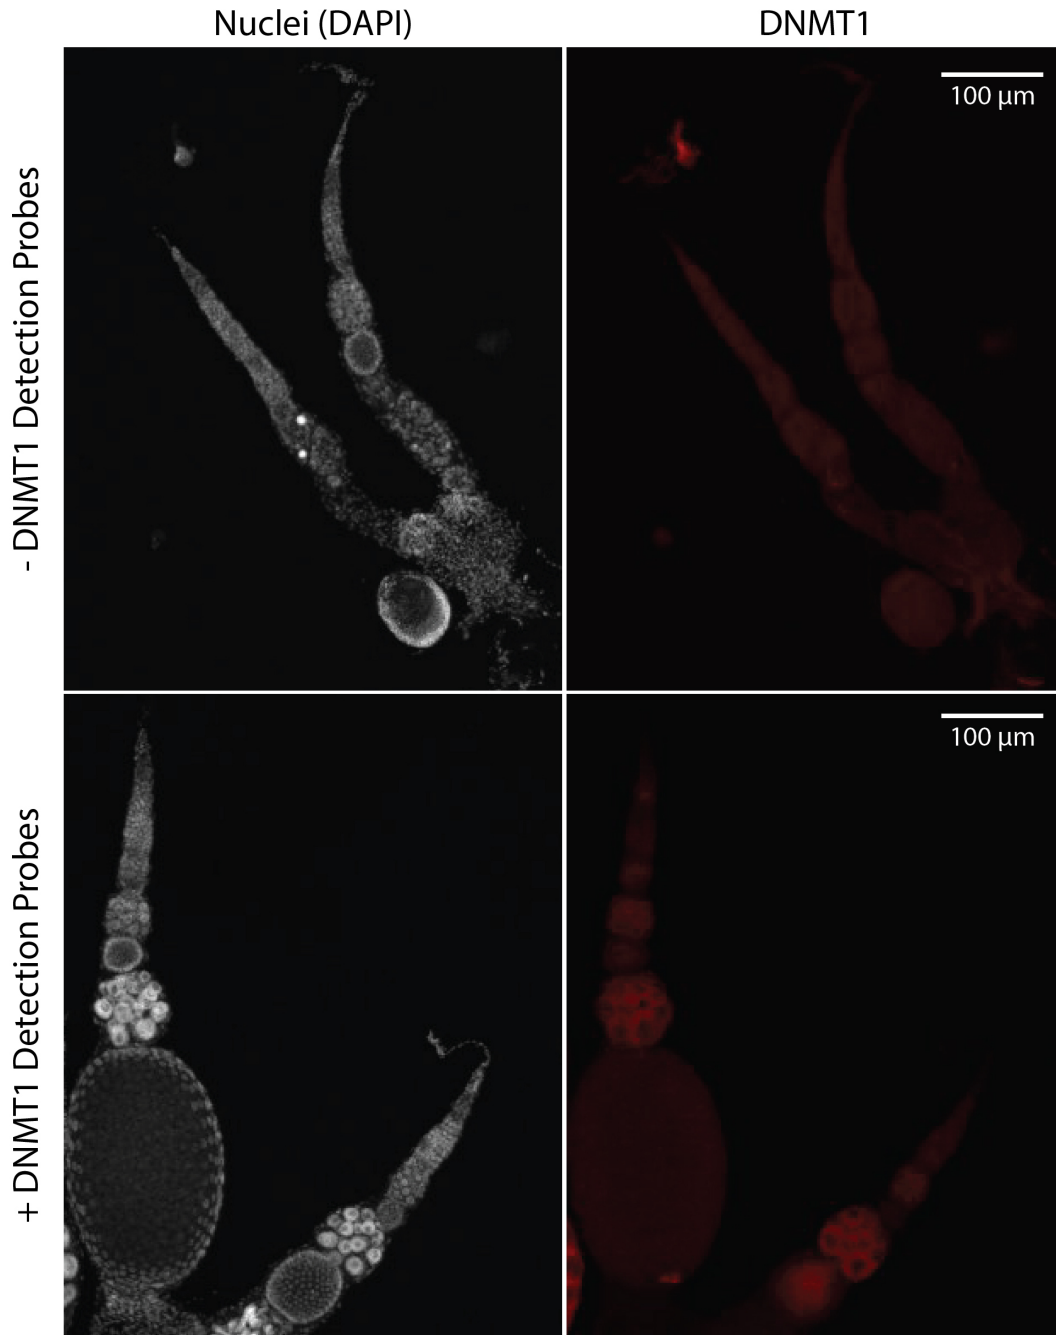 Nuclei (DAPI)
DNMT1
- DNMT1 Detection Probes
100 µm
+ DNMT1 Detection Probes
100 µm